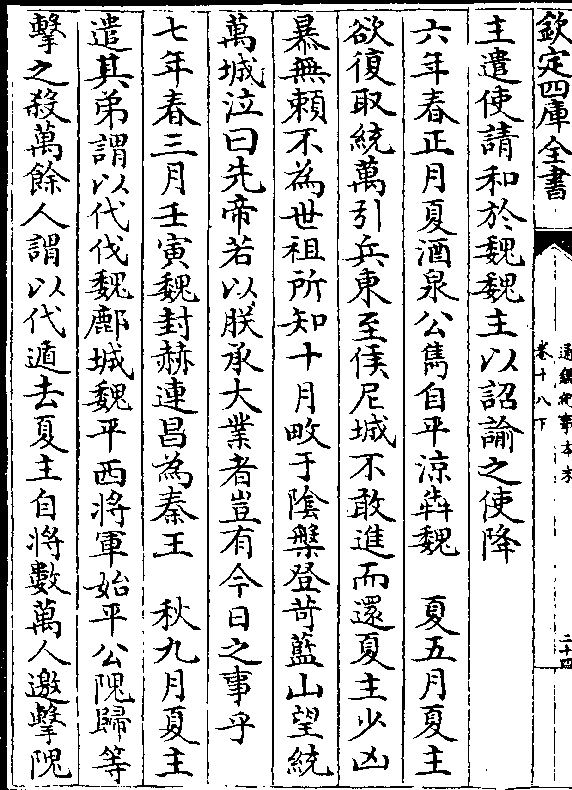 欽定四庫全書
通鑑紀事本末
卷十八下
二十四
主遣使請和於魏魏主以詔諭之使降
六年春正月夏酒泉公雋自平涼犇魏　夏五月夏主
欲復取統萬引兵東至侯尼城不敢進而還夏主少凶
暴無賴不為世祖所知十月畋于陰槃登苛藍山望統
萬城泣曰先帝若以朕承大業者豈有今日之事乎
七年春三月壬寅魏封赫連昌為秦王　秋九月夏主
遣其弟謂以代伐魏鄜城魏平西將軍始平公隗歸等
擊之殺萬餘人謂以代遁去夏主自將數萬人邀擊隗